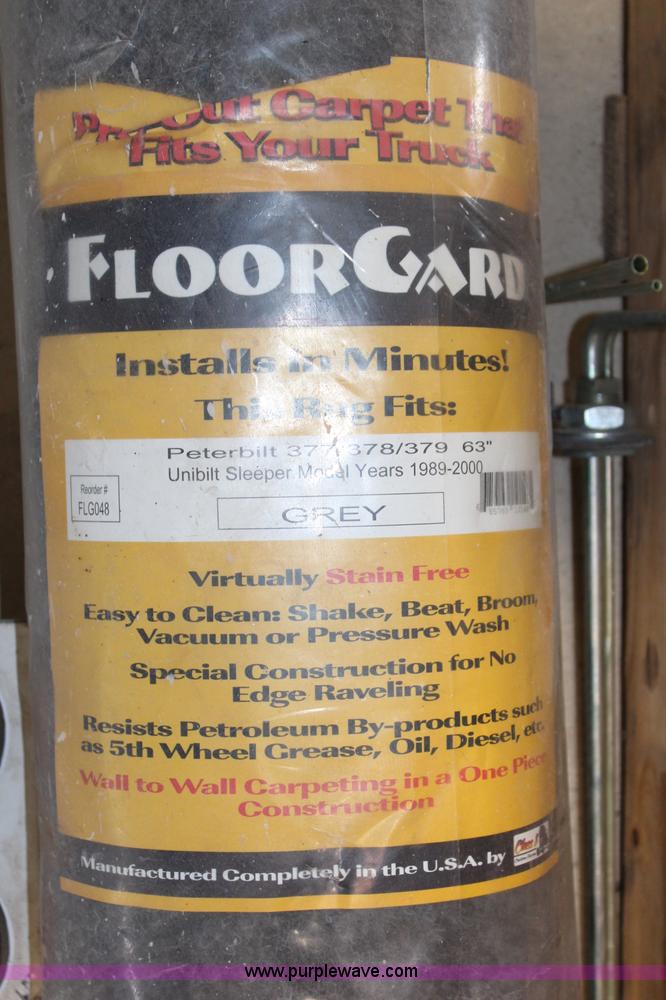 Out Carpet That
Fits Your Truck
FLOORGARD
Installs in Minutes!
This Rug Fits:
Peterbilt 377/378/379 63"
Unibilt Sleeper Model Years 1989-2000
Reorder #
FLG048
GREY
Virtually Stain Free
Easy to Clean: Shake, Beat, Broom,
Vacuum or Pressure Wash
Special Construction for No
Edge Raveling
Resists Petroleum By-products such
as 5th Wheel Grease, Oil, Diesel, etc.
Wall to Wall Carpeting in a One Piece
Construction
Manufactured Completely in the U.S.A. by
www.purplewave.com